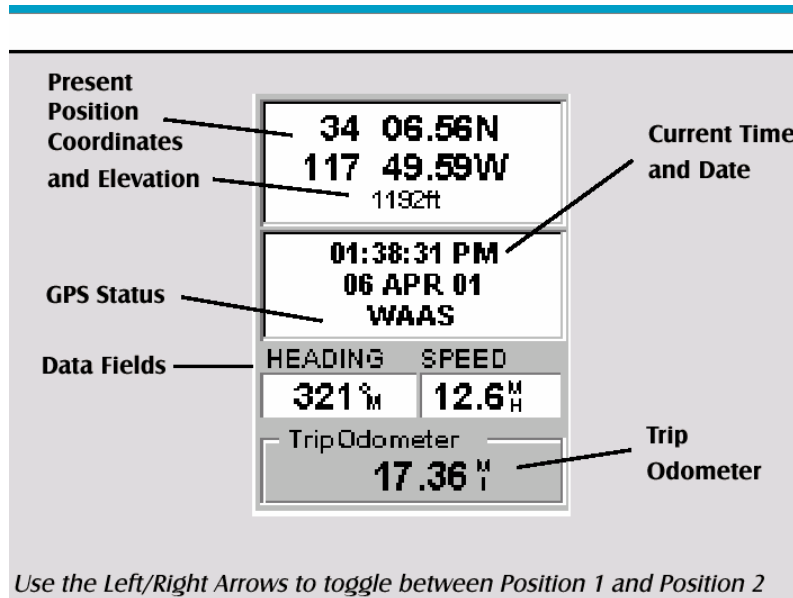 Present
Position
Coordinates
and Elevation
34 06.56N
117 49.59W
1192ft
Current Time
and Date
01:38:31 PM
06 APR 01
WAAS
GPS Status
Data Fields
HEADING SPEED
321°M 12.6MH
Trip Odometer
17.36MI
Trip
Odometer
Use the Left/Right Arrows to toggle between Position 1 and Position 2